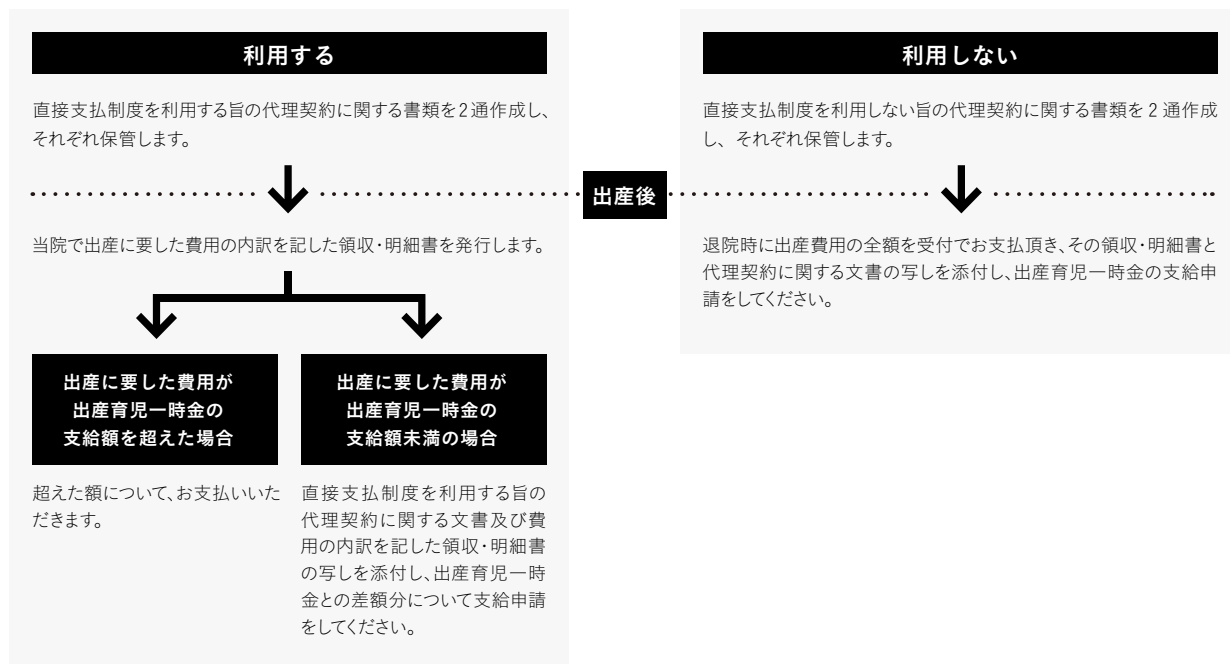 利用する
直接支払制度を利用する旨の代理契約に関する書類を2通作成し、
それぞれ保管します。
利用しない
直接支払制度を利用しない旨の代理契約に関する書類を2通作成
し、それぞれ保管します。
出産後
当院で出産に要した費用の内訳を記した領収・明細書を発行します。
出産に要した費用が
出産育児一時金の
支給額を超えた場合
超えた額について、お支払いいた
だきます。
出産に要した費用が
出産育児一時金の
支給額未満の場合
直接支払制度を利用する旨の
代理契約に関する文書及び費
用の内訳を記した領収・明細書
の写しを添付し、出産育児一時
金との差額分について支給申請
をしてください。
退院時に出産費用の全額を受付でお支払頂き、その領収・明細書と
代理契約に関する文書の写しを添付し、出産育児一時金の支給申
請をしてください。